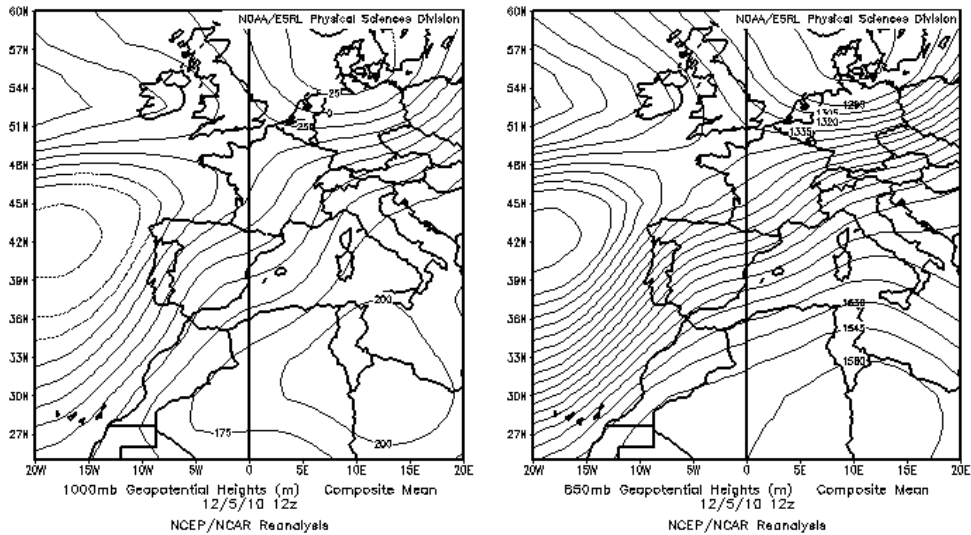 NOAA/ESRL Physical Sciences Division
60N
57N
54N
51N
48N
45N
42N
39N
36N
33N
30N
27N
25
0
250
200
175
200
20W
15W
10W
5W
0
5E
10E
15E
20E
1000mb Geopotential Heights (m) Composite Mean
12/5/10 12z
NCEP/NCAR Reanalysis
NOAA/ESRL Physical Sciences Division
60N
57N
54N
51N
48N
45N
42N
39N
36N
33N
30N
27N
1305
1320
1335
1545
20W
15W
10W
5W
0
5E
10E
15E
20E
850mb Geopotential Heights (m) Composite Mean
12/5/10 12z
NCEP/NCAR Reanalysis